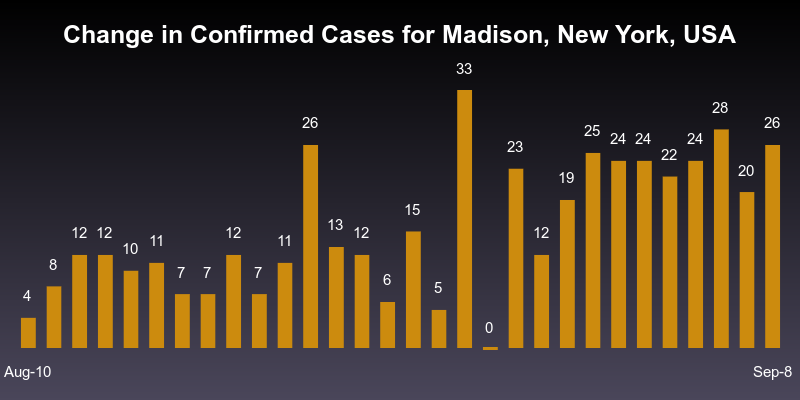 Change in Confirmed Cases for Madison, New York, USA
4 8 12 12 10 11 7 7 12 7 11 26 13 12 6 15 5 33 0 23 12 19 25 24 24 22 24 28 20 26
Aug-10 Sep-8